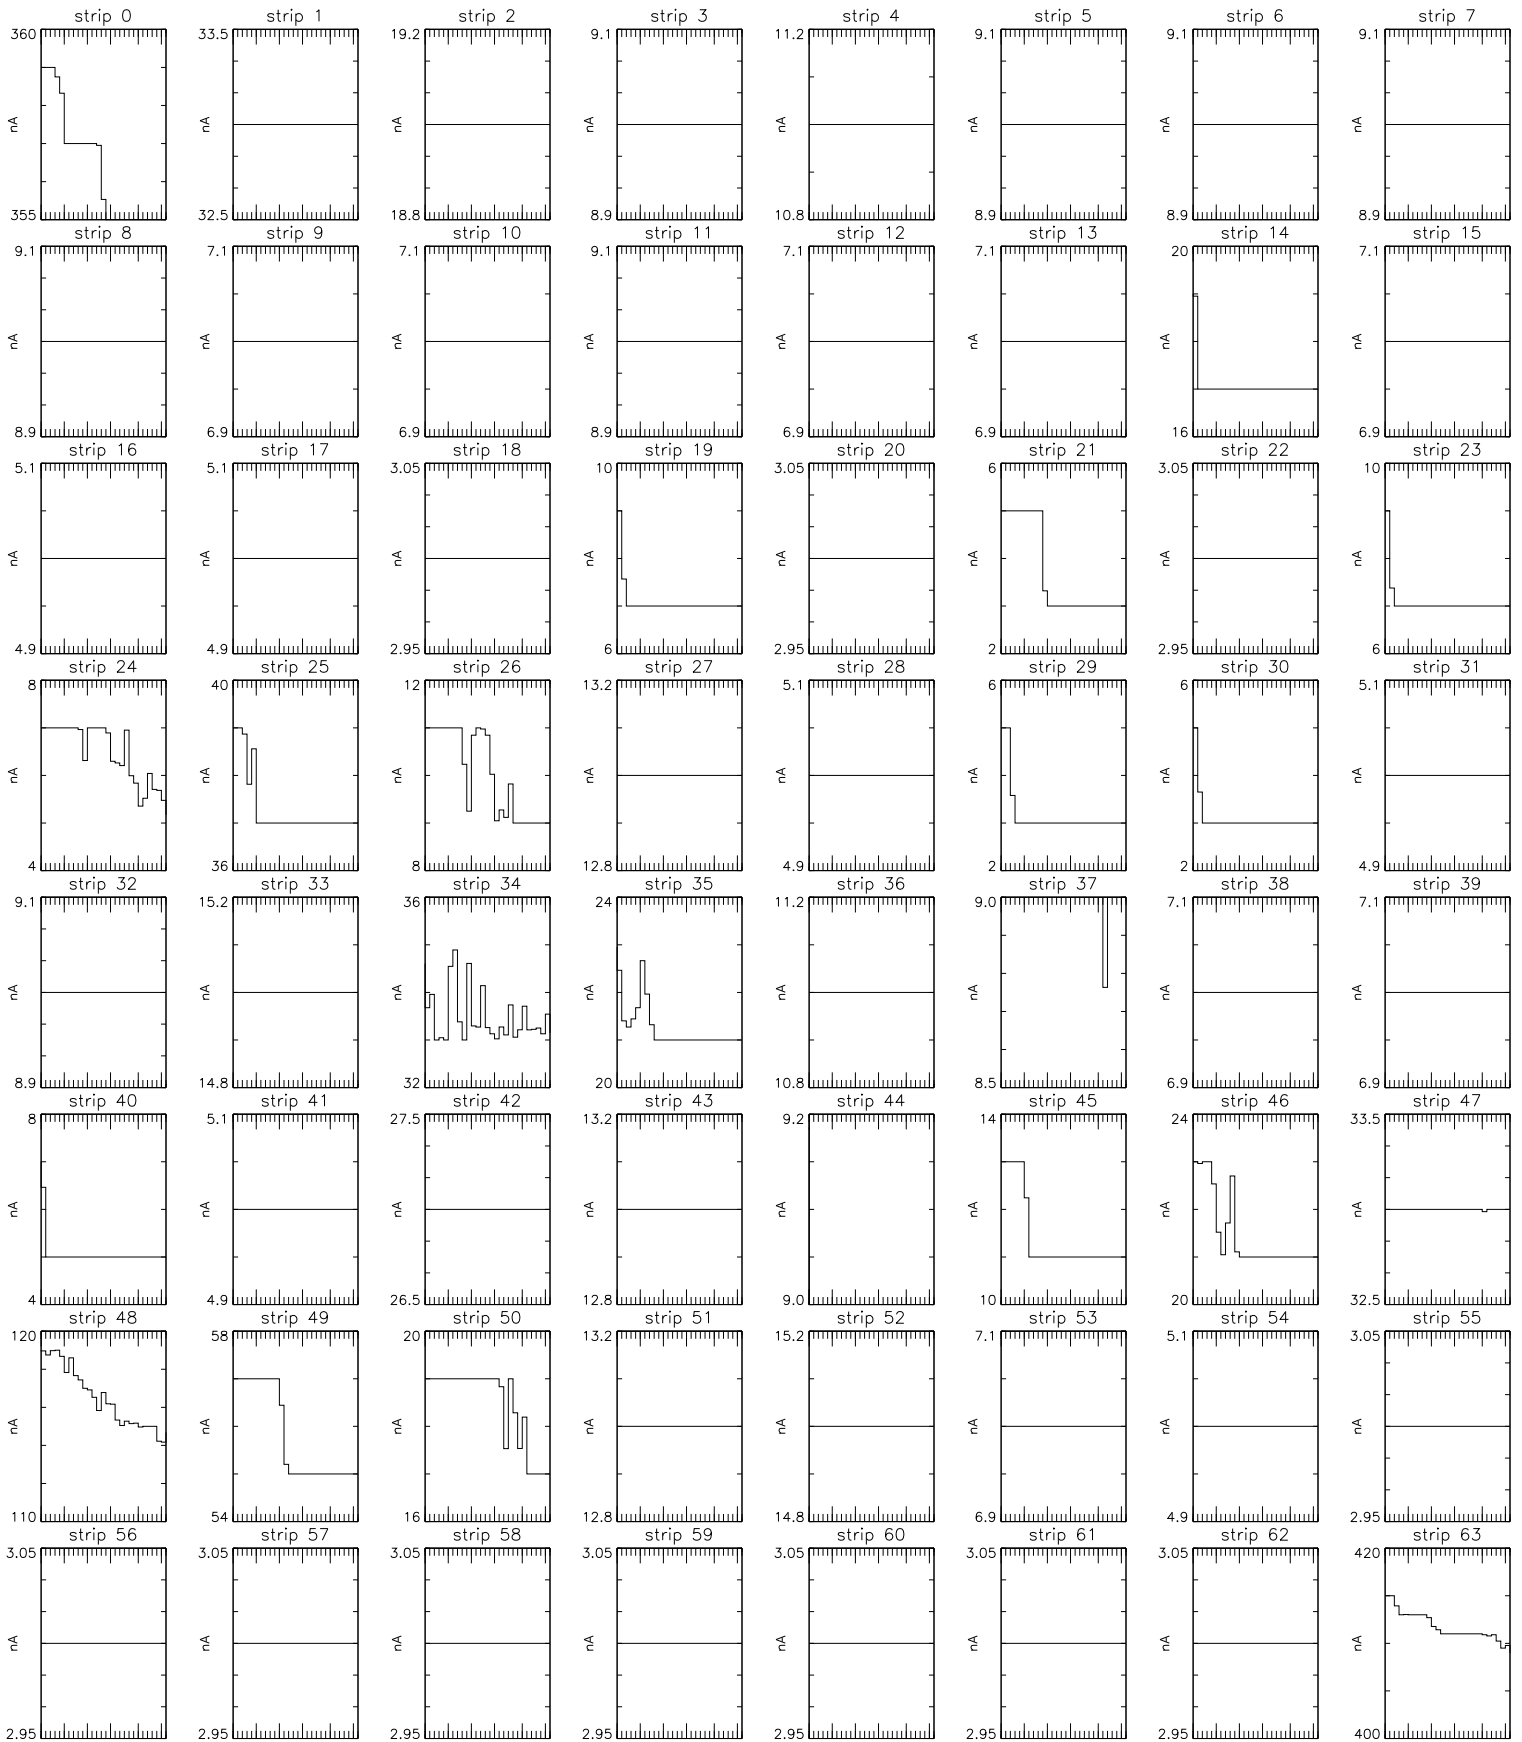 strip 0 strip 1 strip 2 strip 3 strip 4 strip 5 strip 6 strip 7
360 33.5 19.2 9.1 11.2 9.1 9.1 9.1
nA nA nA nA nA nA nA nA
355 32.5 18.8 8.9 10.8 8.9 8.9 8.9
strip 8 strip 9 strip 10 strip 11 strip 12 strip 13 strip 14 strip 15
9.1 7.1 7.1 9.1 7.1 7.1 20 7.1
nA nA nA nA nA nA nA nA
8.9 6.9 6.9 8.9 6.9 6.9 16 6.9
strip 16 strip 17 strip 18 strip 19 strip 20 strip 21 strip 22 strip 23
5.1 5.1 3.05 10 3.05 6 3.05 10
nA nA nA nA nA nA nA nA
4.9 4.9 2.95 6 2.95 2 2.95 6
strip 24 strip 25 strip 26 strip 27 strip 28 strip 29 strip 30 strip 31
8 40 12 13.2 5.1 6 6 5.1
nA nA nA nA nA nA nA nA
4 36 8 12.8 4.9 2 2 4.9
strip 32 strip 33 strip 34 strip 35 strip 36 strip 37 strip 38 strip 39
9.1 15.2 36 24 11.2 9.0 7.1 7.1
nA nA nA nA nA nA nA nA
8.9 14.8 32 20 10.8 8.5 6.9 6.9
strip 40 strip 41 strip 42 strip 43 strip 44 strip 45 strip 46 strip 47
8 5.1 27.5 13.2 9.2 14 24 33.5
nA nA nA nA nA nA nA nA
4 4.9 26.5 12.8 9.0 10 20 32.5
strip 48 strip 49 strip 50 strip 51 strip 52 strip 53 strip 54 strip 55
120 58 20 13.2 15.2 7.1 5.1 3.05
nA nA nA nA nA nA nA nA
110 54 16 12.8 14.8 6.9 4.9 2.95
strip 56 strip 57 strip 58 strip 59 strip 60 strip 61 strip 62 strip 63
3.05 3.05 3.05 3.05 3.05 3.05 3.05 420
nA nA nA nA nA nA nA nA
2.95 2.95 2.95 2.95 2.95 2.95 2.95 400